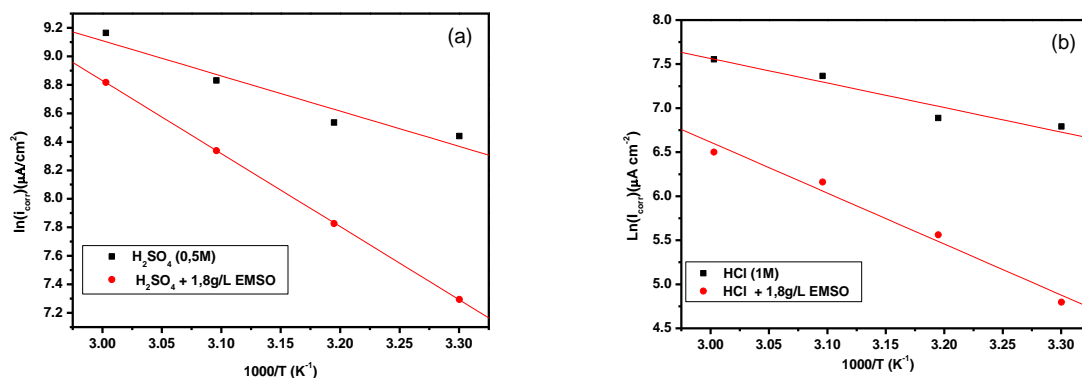 (a)
9.2
9.0
8.8
8.6
8.4
8.2
8.0
7.8
7.6
7.4
7.2
ln(i_corr)(µA/cm²)
H₂SO₄ (0,5M)
H₂SO₄ + 1,8g/L EMSO
3.00 3.05 3.10 3.15 3.20 3.25 3.30
1000/T (K⁻¹)
(b)
8.0
7.5
7.0
6.5
6.0
5.5
5.0
4.5
Ln(I_corr)(µA cm⁻²)
HCl (1M)
HCl + 1,8g/L EMSO
3.00 3.05 3.10 3.15 3.20 3.25 3.30
1000/T (K⁻¹)